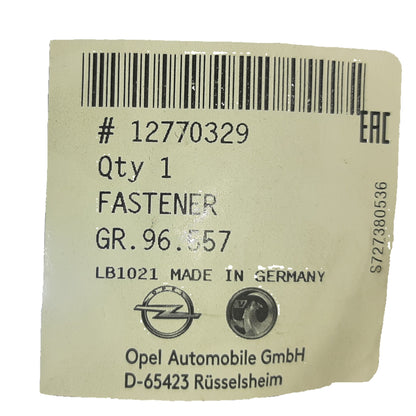 # 12770329
Qty 1
FASTENER
GR.96.557
LB1021 MADE IN GERMANY
Opel Automobile GmbH
D-65423 Rüsselsheim
EAC
S727380536